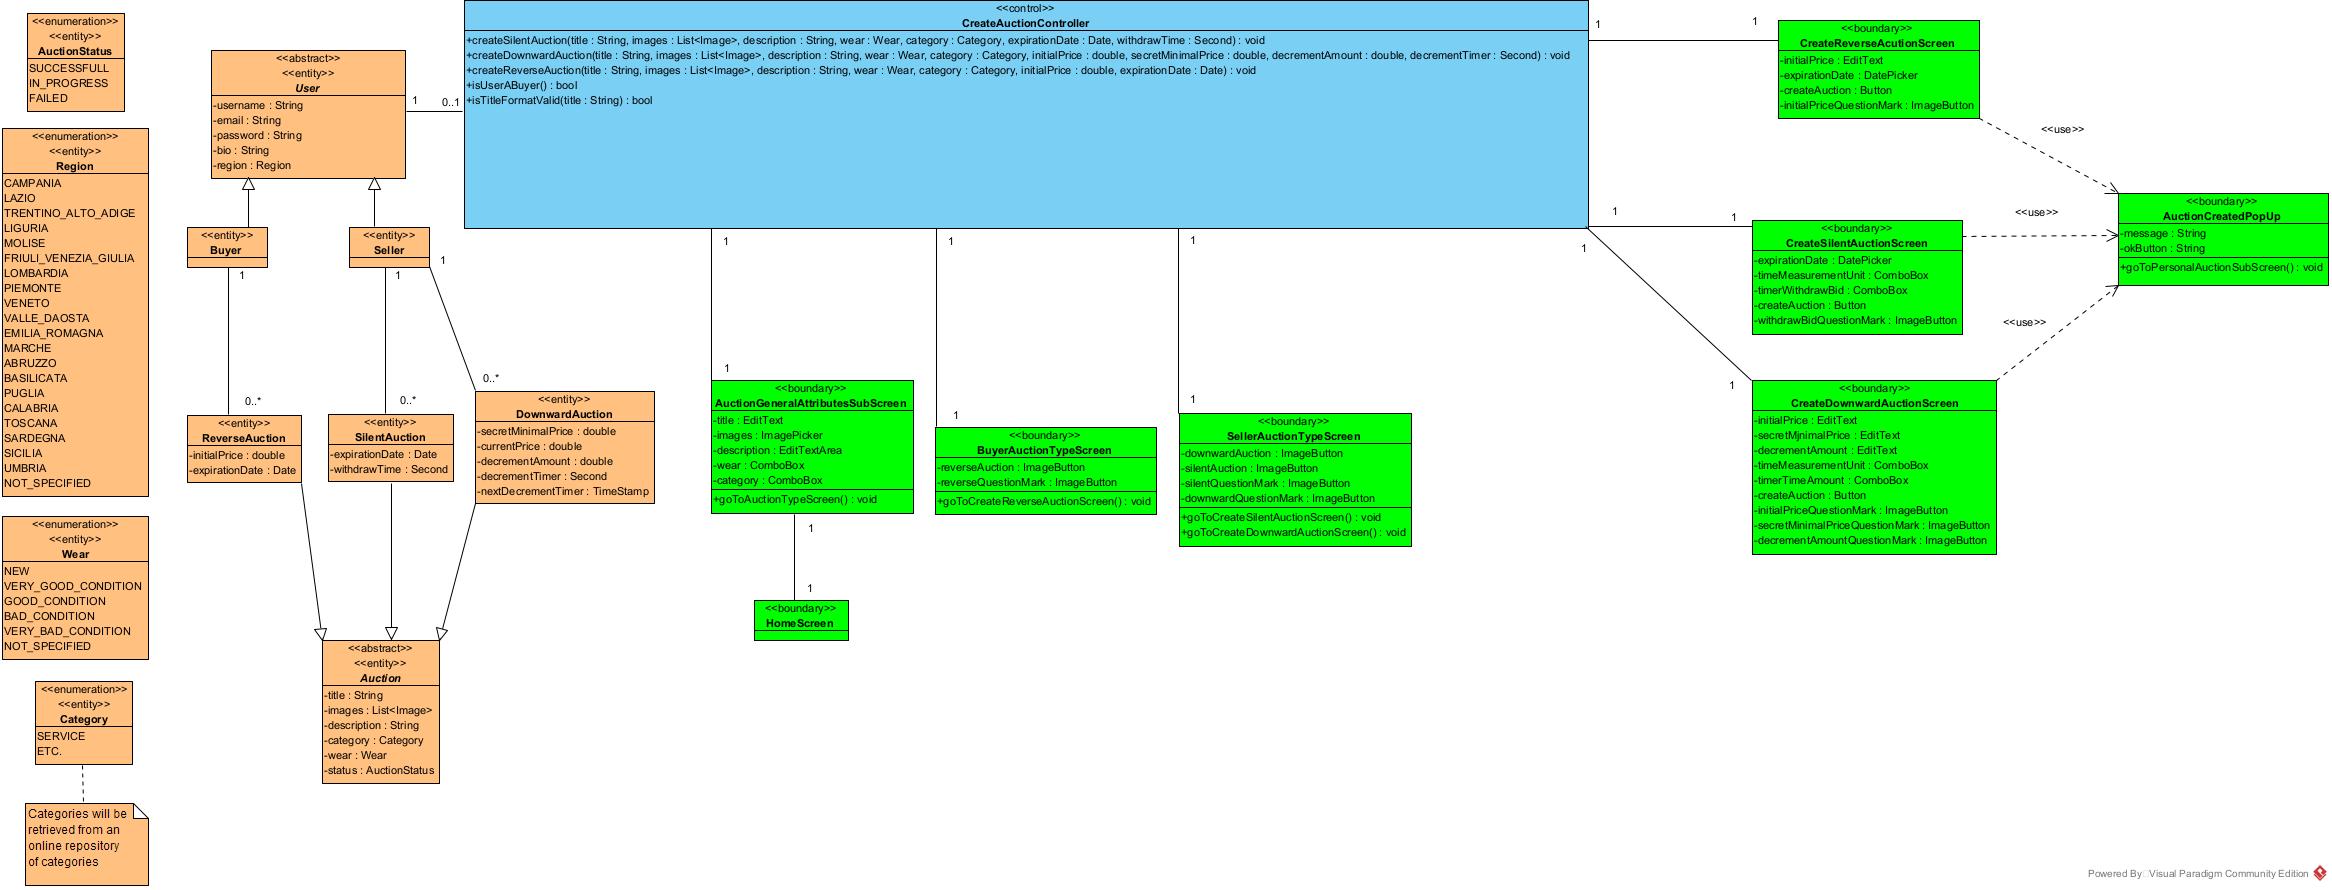 <<enumeration>>
<<entity>>
AuctionStatus
SUCCESSFULL
IN_PROGRESS
FAILED
<<enumeration>>
<<entity>>
Region
CAMPANIA
LAZIO
TRENTINO_ALTO_ADIGE
LIGURIA
MOLISE
FRIULI_VENEZIA_GIULIA
LOMBARDIA
PIEMONTE
VENETO
VALLE_DAOSTA
EMILIA_ROMAGNA
MARCHE
ABRUZZO
BASILICATA
PUGLIA
CALABRIA
TOSCANA
SARDEGNA
SICILIA
UMBRIA
NOT_SPECIFIED
<<enumeration>>
<<entity>>
Wear
NEW
VERY_GOOD_CONDITION
GOOD_CONDITION
BAD_CONDITION
VERY_BAD_CONDITION
NOT_SPECIFIED
<<enumeration>>
<<entity>>
Category
SERVICE
ETC.
Categories will be
retrieved from an
online repository
of categories
<<abstract>>
<<entity>>
User
-username : String
-email : String
-password : String
-bio : String
-region : Region
1
0..1
<<entity>>
Buyer
1
<<entity>>
Seller
1
1
0..*
0..*
0..*
<<entity>>
ReverseAuction
-initialPrice : double
-expirationDate : Date
<<entity>>
SilentAuction
-expirationDate : Date
-withdrawTime : Second
<<entity>>
DownwardAuction
-secretMinimalPrice : double
-currentPrice : double
-decrementAmount : double
-decrementTimer : Second
-nextDecrementTimer : TimeStamp
<<abstract>>
<<entity>>
Auction
-title : String
-images : List<Image>
-description : String
-category : Category
-wear : Wear
-status : AuctionStatus
<<control>>
CreateAuctionController
+createSilentAuction(title : String, images : List<Image>, description : String, wear : Wear, category : Category, expirationDate : Date, withdrawTime : Second) : void
+createDownwardAuction(title : String, images : List<Image>, description : String, wear : Wear, category : Category, initialPrice : double, secretMinimalPrice : double, decrementAmount : double, decrementTimer : Second) : void
+createReverseAuction(title : String, images : List<Image>, description : String, wear : Wear, category : Category, initialPrice : double, expirationDate : Date) : void
+isUserABuyer() : bool
+isTitleFormatValid(title : String) : bool
1
1
1
1
1
1
<<boundary>>
AuctionGeneralAttributesSubScreen
-title : EditText
-images : ImagePicker
-description : EditTextArea
-wear : ComboBox
-category : ComboBox
+goToAuctionTypeScreen() : void
1
1
<<boundary>>
HomeScreen
<<boundary>>
BuyerAuctionTypeScreen
-reverseAuction : ImageButton
-reverseQuestionMark : ImageButton
+goToCreateReverseAuctionScreen() : void
<<boundary>>
SellerAuctionTypeScreen
-downwardAuction : ImageButton
-silentAuction : ImageButton
-silentQuestionMark : ImageButton
-downwardQuestionMark : ImageButton
+goToCreateSilentAuctionScreen() : void
+goToCreateDownwardAuctionScreen() : void
1
1
<<boundary>>
CreateReverseAcutionScreen
-initialPrice : EditText
-expirationDate : DatePicker
-createAuction : Button
-initialPriceQuestionMark : ImageButton
<<use>>
1
1
<<boundary>>
CreateSilentAuctionScreen
-expirationDate : DatePicker
-timeMeasurementUnit : ComboBox
-timerWithdrawBid : ComboBox
-createAuction : Button
-withdrawBidQuestionMark : ImageButton
<<use>>
<<boundary>>
AuctionCreatedPopUp
-message : String
-okButton : String
+goToPersonalAuctionSubScreen() : void
1
1
<<use>>
<<boundary>>
CreateDownwardAuctionScreen
-initialPrice : EditText
-secretMjnimalPrice : EditText
-decrementAmount : EditText
-timeMeasurementUnit : ComboBox
-timerTimeAmount : ComboBox
-createAuction : Button
-initialPriceQuestionMark : ImageButton
-secretMinimalPriceQuestionMark : ImageButton
-decrementAmountQuestionMark : ImageButton
Powered By Visual Paradigm Community Edition